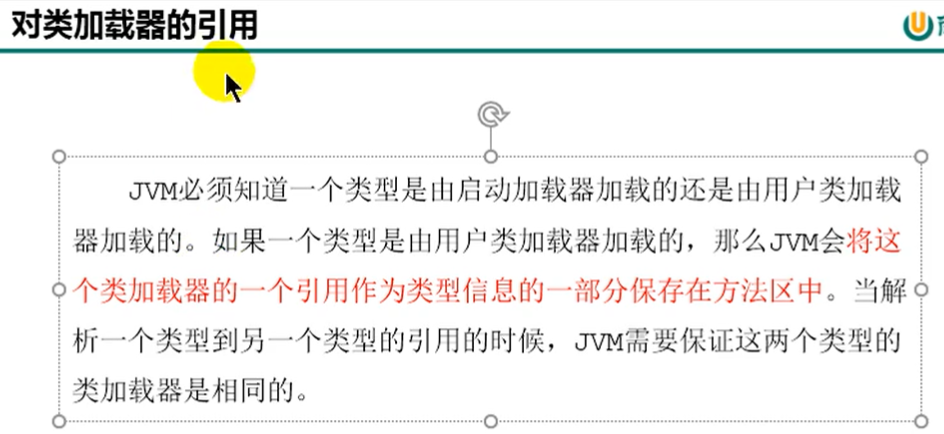 对类加载器的引用
JVM必须知道一个类型是由启动加载器加载的还是由用户类加载
器加载的。如果一个类型是由用户类加载器加载的，那么JVM会将这
个类加载器的一个引用作为类型信息的一部分保存在方法区中。当解
析一个类型到另一个类型的引用的时候，JVM需要保证这两个类型的
类加载器是相同的。